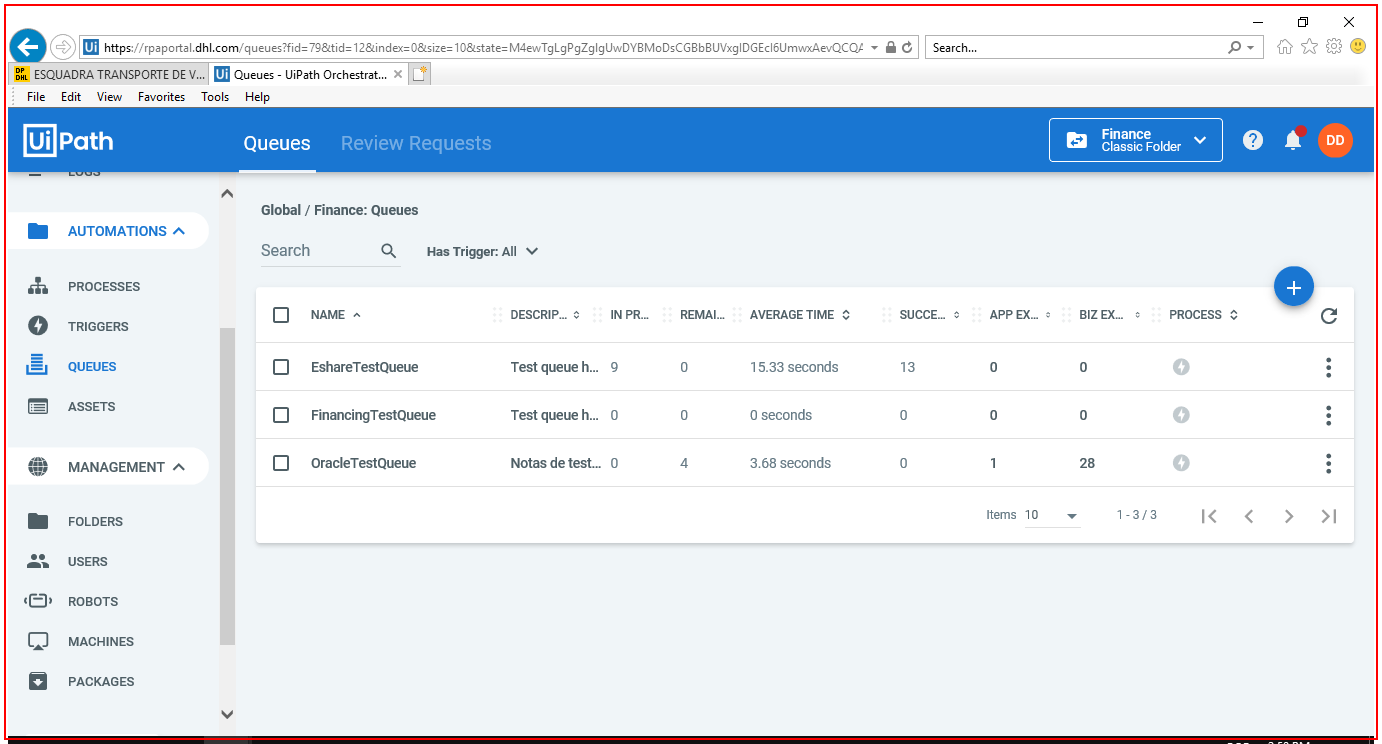 https://rpaportal.dhl.com/queues?fid=79&tid=12&index=0&size=10&state=
Search...
ESQUADRA TRANSPORTE DE V...
Queues - UiPath Orchestrat...
File Edit View Favorites Tools Help
UiPath
Queues
Review Requests
Finance
Classic Folder
DD
LOGS
AUTOMATIONS
PROCESSES
TRIGGERS
QUEUES
ASSETS
MANAGEMENT
FOLDERS
USERS
ROBOTS
MACHINES
PACKAGES
Global / Finance: Queues
Search
Has Trigger: All
NAME DESCRIP... IN PR... REMAI... AVERAGE TIME SUCCE... APP EX... BIZ EX... PROCESS
EshareTestQueue Test queue h... 9 0 15.33 seconds 13 0 0
FinancingTestQueue Test queue h... 0 0 0 seconds 0 0 0
OracleTestQueue Notas de test... 0 4 3.68 seconds 0 1 28
Items 10 1 - 3 / 3